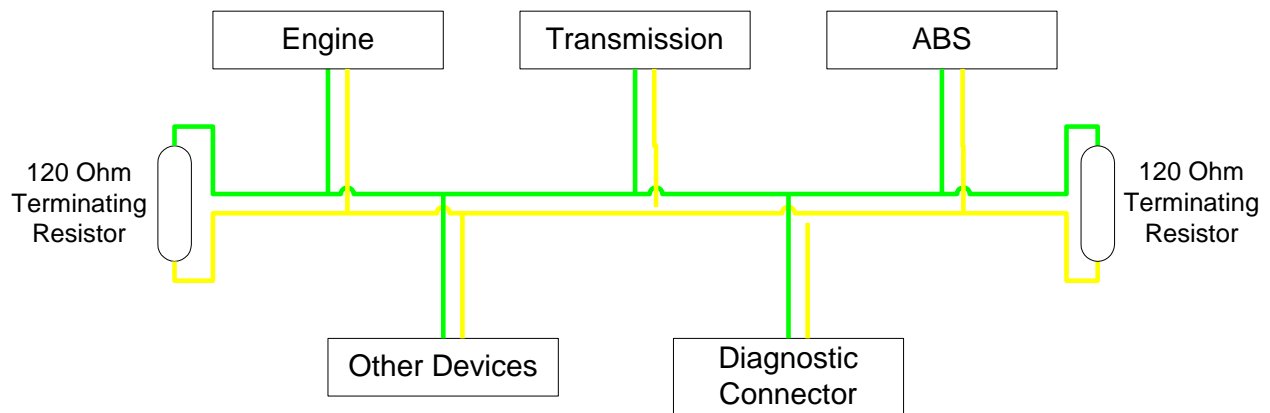 Engine
Transmission
ABS
120 Ohm
Terminating
Resistor
120 Ohm
Terminating
Resistor
Other Devices
Diagnostic
Connector